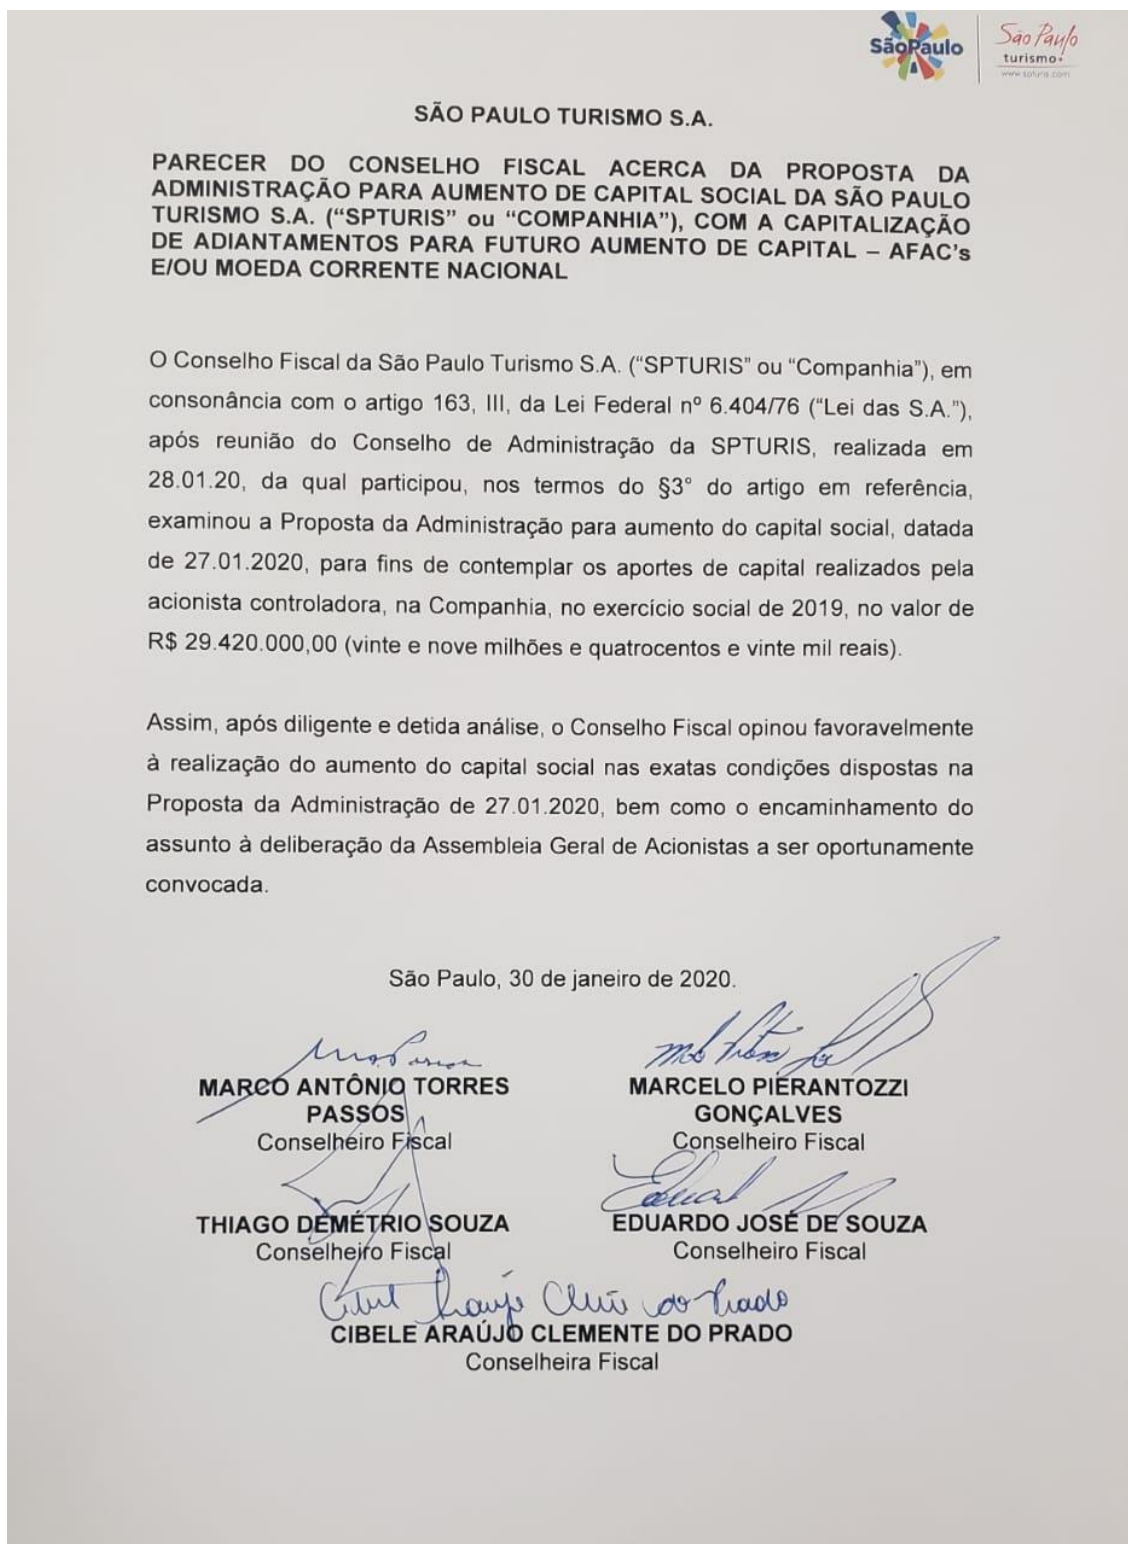 SãoPaulo
São Paulo
turismo
www.spturis.com
SÃO PAULO TURISMO S.A.
PARECER DO CONSELHO FISCAL ACERCA DA PROPOSTA DA
ADMINISTRAÇÃO PARA AUMENTO DE CAPITAL SOCIAL DA SÃO PAULO
TURISMO S.A. (“SPTURIS” ou “COMPANHIA”), COM A CAPITALIZAÇÃO
DE ADIANTAMENTOS PARA FUTURO AUMENTO DE CAPITAL – AFAC’s
E/OU MOEDA CORRENTE NACIONAL
O Conselho Fiscal da São Paulo Turismo S.A. (“SPTURIS” ou “Companhia”), em
consonância com o artigo 163, III, da Lei Federal nº 6.404/76 (“Lei das S.A.”),
após reunião do Conselho de Administração da SPTURIS, realizada em
28.01.20, da qual participou, nos termos do §3° do artigo em referência,
examinou a Proposta da Administração para aumento do capital social, datada
de 27.01.2020, para fins de contemplar os aportes de capital realizados pela
acionista controladora, na Companhia, no exercício social de 2019, no valor de
R$ 29.420.000,00 (vinte e nove milhões e quatrocentos e vinte mil reais).
Assim, após diligente e detida análise, o Conselho Fiscal opinou favoravelmente
à realização do aumento do capital social nas exatas condições dispostas na
Proposta da Administração de 27.01.2020, bem como o encaminhamento do
assunto à deliberação da Assembleia Geral de Acionistas a ser oportunamente
convocada.
São Paulo, 30 de janeiro de 2020.
MARCO ANTÔNIO TORRES
PASSOS
Conselheiro Fiscal
MARCELO PIERANTOZZI
GONÇALVES
Conselheiro Fiscal
THIAGO DEMÉTRIO SOUZA
Conselheiro Fiscal
EDUARDO JOSÉ DE SOUZA
Conselheiro Fiscal
CIBELE ARAÚJO CLEMENTE DO PRADO
Conselheira Fiscal